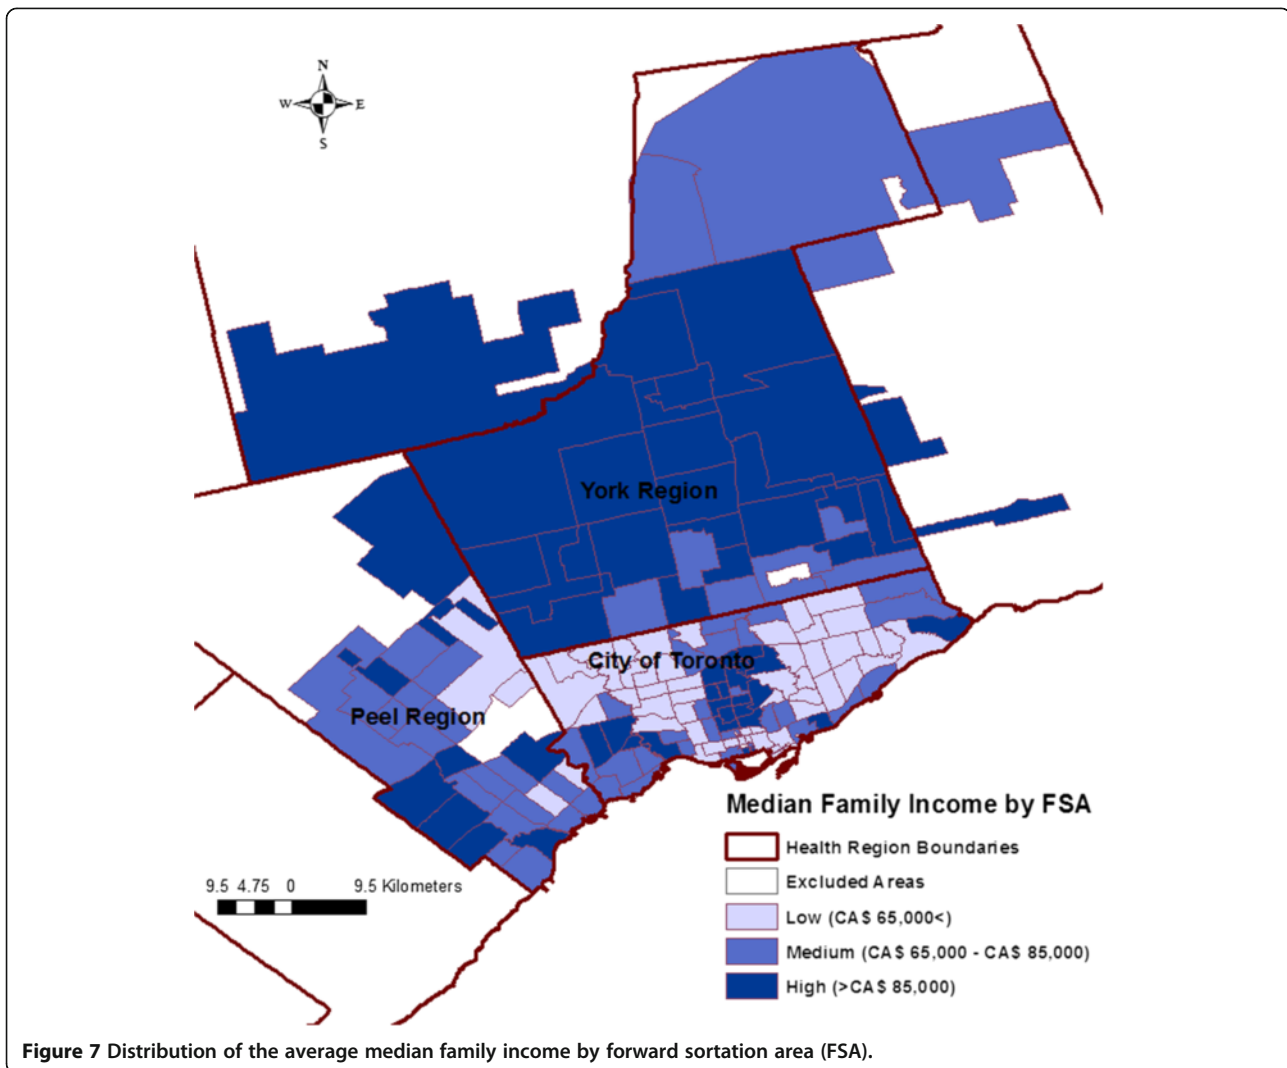 N
W E
S
York Region
City of Toronto
Peel Region
Median Family Income by FSA
Health Region Boundaries
Excluded Areas
Low (CA$ 65,000<)
Medium (CA$ 65,000 - CA$ 85,000)
High (>CA$ 85,000)
9.5 4.75 0 9.5 Kilometers
Figure 7 Distribution of the average median family income by forward sortation area (FSA).